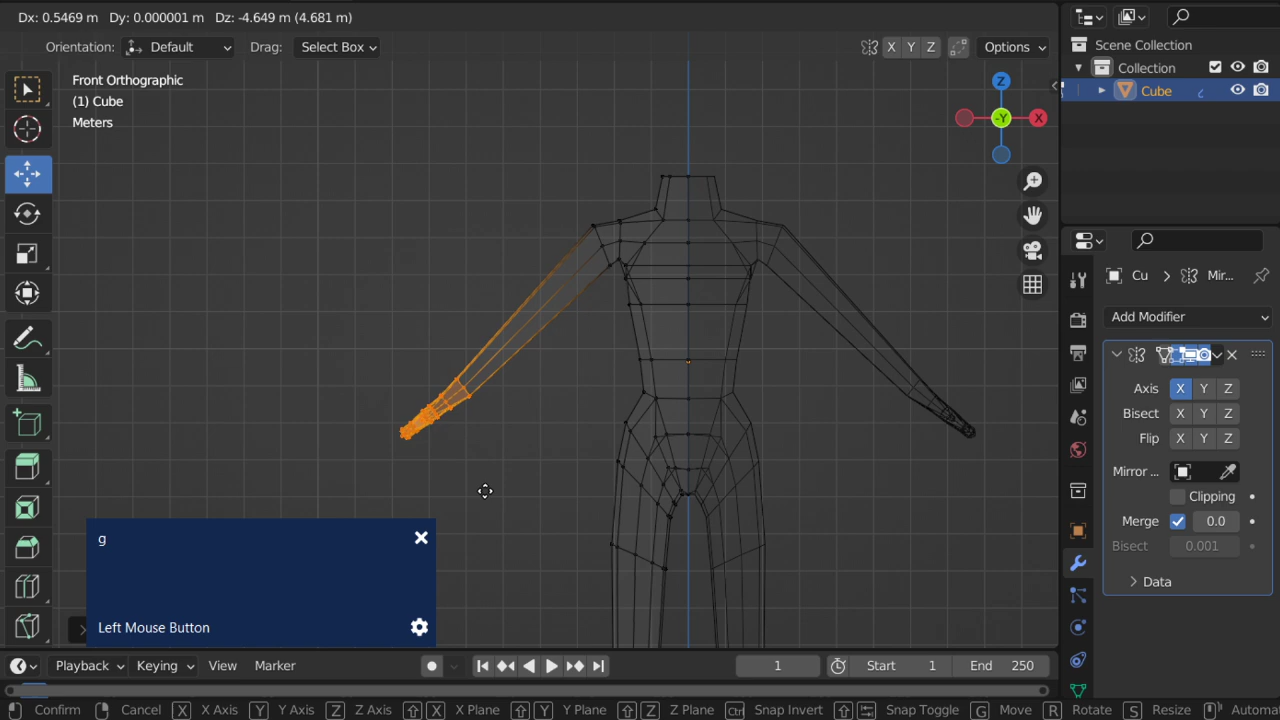 Dx: 0.5469 m   Dy: 0.000001 m   Dz: -4.649 m (4.681 m)
Orientation: Default Drag: Select Box X Y Z Options
Front Orthographic
(1) Cube
Meters
Z
-Y
X
Scene Collection
Collection
Cube
Cu > Mir...
Add Modifier
Axis X Y Z
Bisect X Y Z
Flip X Y Z
Mirror ...
Clipping
Merge 0.0
Bisect 0.001
Data
g
Left Mouse Button
Playback Keying View Marker 1 Start 1 End 250
Confirm Cancel X X Axis Y Y Axis Z Z Axis X X Plane Y Y Plane Z Z Plane Ctrl Snap Invert Snap Toggle G Move R Rotate S Resize Automa